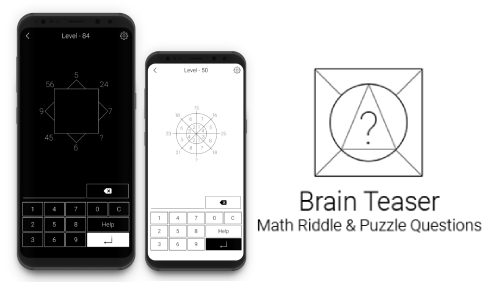 Level - 84
5
56 24
9 7
45 ?
6
1 4 7 0 C
2 5 8 Help
3 6 9
Level - 50
1 4 7 0 C
2 5 8 Help
3 6 9
?
Brain Teaser
Math Riddle & Puzzle Questions